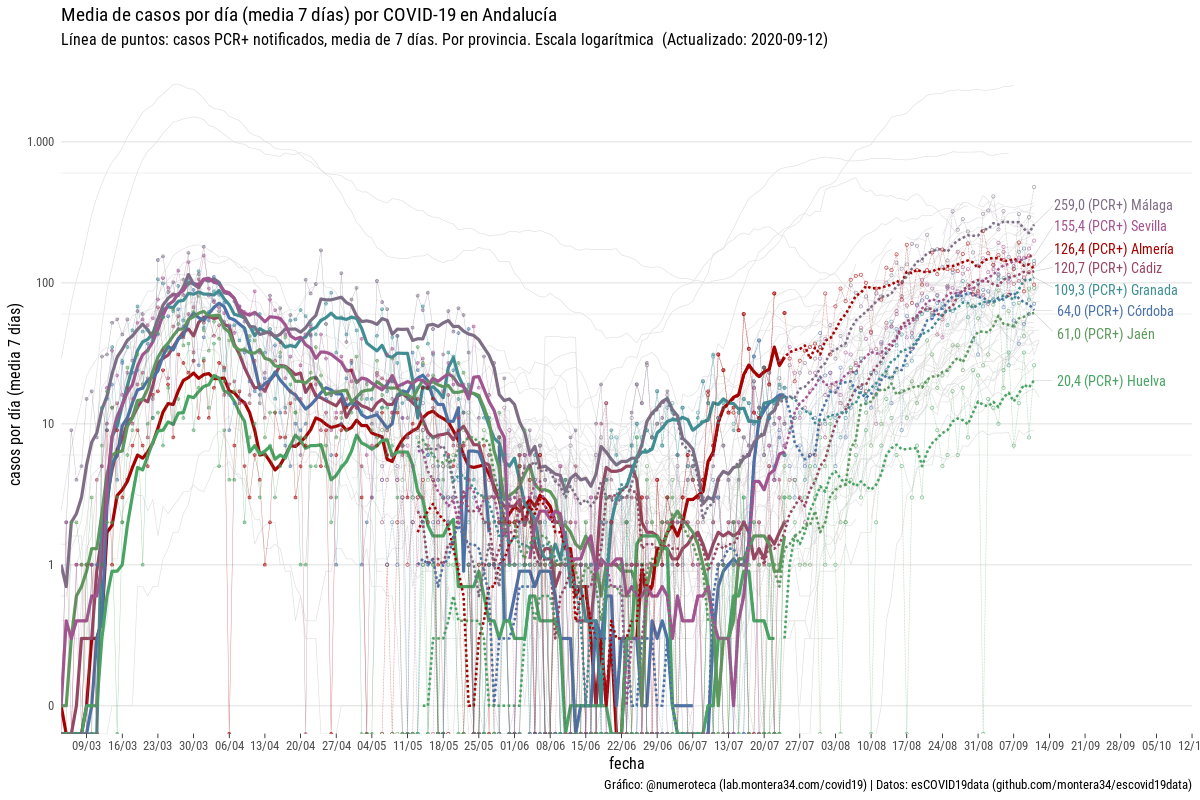 Media de casos por día (media 7 días) por COVID-19 en Andalucía
Línea de puntos: casos PCR+ notificados, media de 7 días. Por provincia. Escala logarítmica (Actualizado: 2020-09-12)
casos por día (media 7 días)
1.000
100
10
1
0
259,0 (PCR+) Málaga
155,4 (PCR+) Sevilla
126,4 (PCR+) Almería
120,7 (PCR+) Cádiz
109,3 (PCR+) Granada
64,0 (PCR+) Córdoba
61,0 (PCR+) Jaén
20,4 (PCR+) Huelva
09/03 16/03 23/03 30/03 06/04 13/04 20/04 27/04 04/05 11/05 18/05 25/05 01/06 08/06 15/06 22/06 29/06 06/07 13/07 20/07 27/07 03/08 10/08 17/08 24/08 31/08 07/09 14/09 21/09 28/09 05/10 12/1
fecha
Gráfico: @numeroteca (lab.montera34.com/covid19) | Datos: esCOVID19data (github.com/montera34/escovid19data)